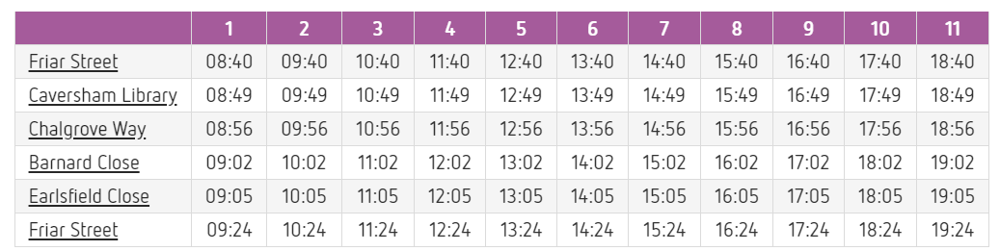 1 2 3 4 5 6 7 8 9 10 11
Friar Street 08:40 09:40 10:40 11:40 12:40 13:40 14:40 15:40 16:40 17:40 18:40
Caversham Library 08:49 09:49 10:49 11:49 12:49 13:49 14:49 15:49 16:49 17:49 18:49
Chalgrove Way 08:56 09:56 10:56 11:56 12:56 13:56 14:56 15:56 16:56 17:56 18:56
Barnard Close 09:02 10:02 11:02 12:02 13:02 14:02 15:02 16:02 17:02 18:02 19:02
Earlsfield Close 09:05 10:05 11:05 12:05 13:05 14:05 15:05 16:05 17:05 18:05 19:05
Friar Street 09:24 10:24 11:24 12:24 13:24 14:24 15:24 16:24 17:24 18:24 19:24